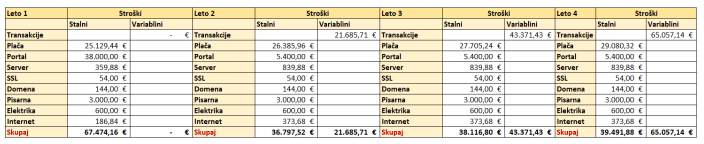 Leto 1 Stroški Leto 2 Stroški Leto 3 Stroški Leto 4 Stroški
Stalni Variablini Stalni Variablini Stalni Variablini Stalni Variablini
Transakcije - € Transakcije 21.685,71 € Transakcije 43.371,43 € Transakcije 65.057,14 €
Plača 25.129,44 € Plača 26.385,96 € Plača 27.705,24 € Plača 29.080,32 €
Portal 38.000,00 € Portal 5.400,00 € Portal 5.400,00 € Portal 5.400,00 €
Server 359,88 € Server 839,88 € Server 839,88 € Server 839,88 €
SSL 54,00 € SSL 54,00 € SSL 54,00 € SSL 54,00 €
Domena 144,00 € Domena 144,00 € Domena 144,00 € Domena 144,00 €
Pisarna 3.000,00 € Pisarna 3.000,00 € Pisarna 3.000,00 € Pisarna 3.000,00 €
Elektrika 600,00 € Elektrika 600,00 € Elektrika 600,00 € Elektrika 600,00 €
Internet 186,84 € Internet 373,68 € Internet 373,68 € Internet 373,68 €
Skupaj 67.474,16 € - € Skupaj 36.797,52 € 21.685,71 € Skupaj 38.116,80 € 43.371,43 € Skupaj 39.491,88 € 65.057,14 €